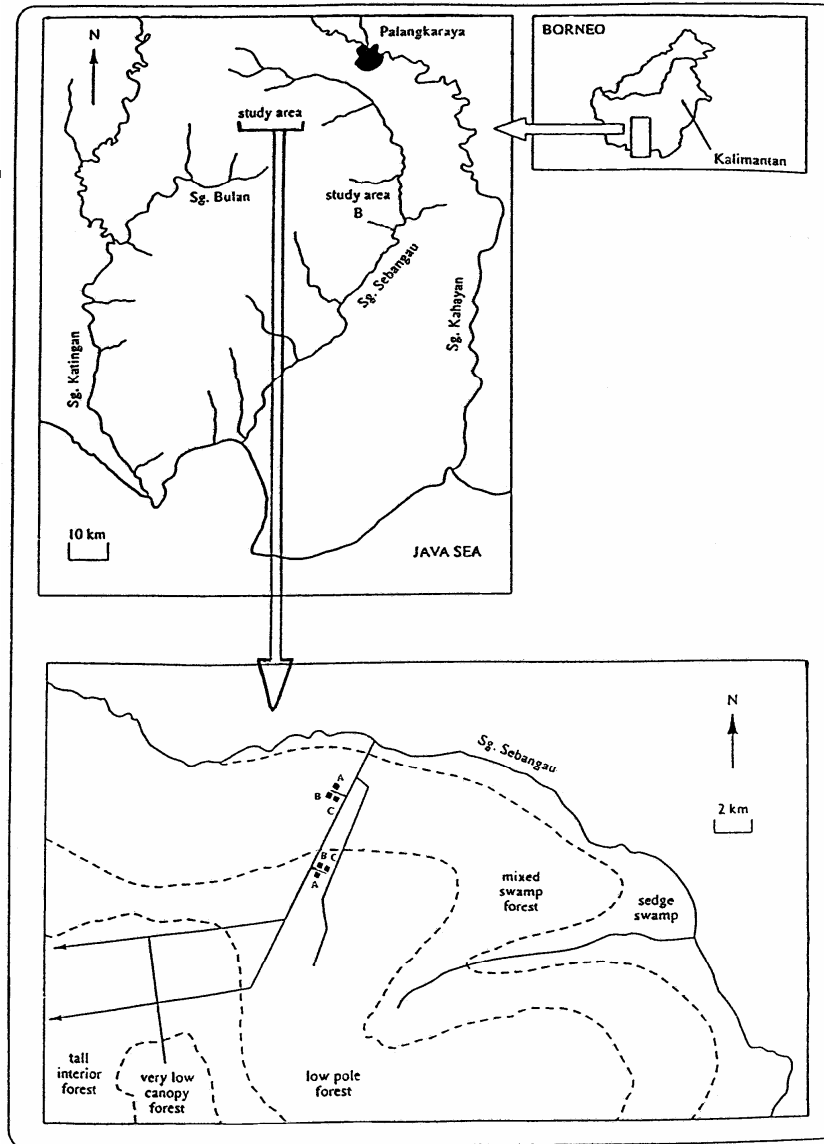 N
Palangkaraya
study area
Sg. Bulan
study area
B
Sg. Sebangau
Sg. Kahayan
Sg. Katingan
10 km
JAVA SEA
BORNEO
Kalimantan
N
Sg. Sebangau
2 km
A
B
C
B C
A
mixed
swamp
forest
sedge
swamp
tall
interior
forest
very low
canopy
forest
low pole
forest